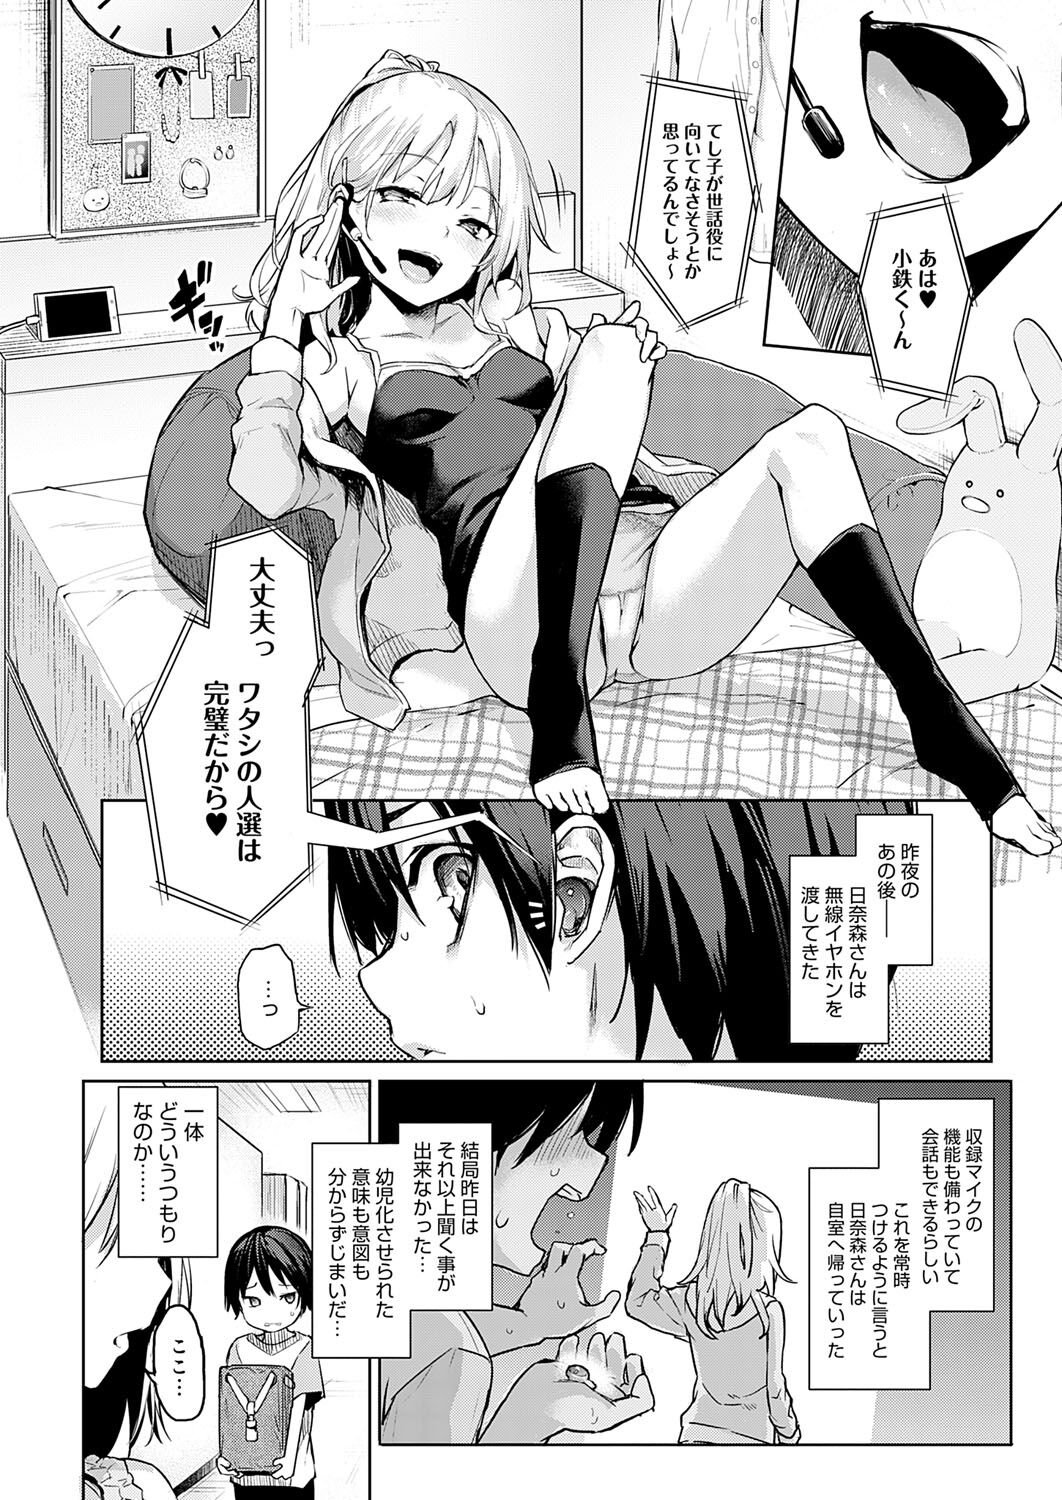 あは♥
小鉄く～ん
てし子が世話役に
向いてなさそうとか
思ってるんでしょ～
ギシッ
大丈夫っ
ワタシの人選は
完璧だから♥
昨夜の
あの後――
日奈森さんは
無線イヤホンを
渡してきた
…っ
収録マイクの
機能も備わっていて
会話もできるらしい
これを常時
つけるように言うと
日奈森さんは
自室へ帰っていった
結局昨日は
それ以上聞く事が
出来なかった…
幼児化させられた
意味も意図も
分からずじまいだ…
一体
どういうつもり
なのか……
ここ…